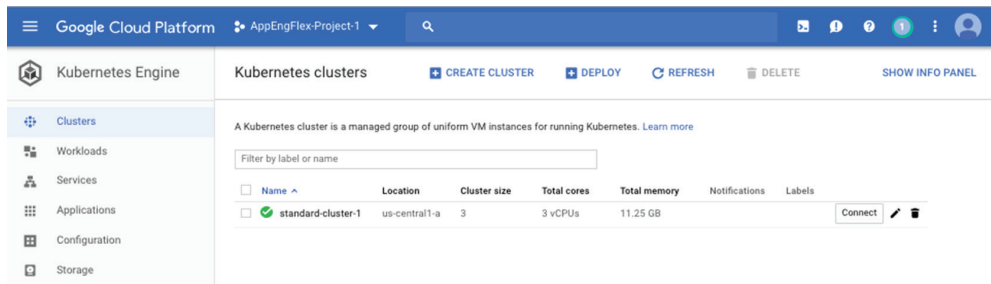 Google Cloud Platform AppEngFlex-Project-1 1
Kubernetes Engine Kubernetes clusters CREATE CLUSTER DEPLOY REFRESH DELETE SHOW INFO PANEL
Clusters
Workloads
Services
Applications
Configuration
Storage
A Kubernetes cluster is a managed group of uniform VM instances for running Kubernetes. Learn more
Filter by label or name
Name Location Cluster size Total cores Total memory Notifications Labels
standard-cluster-1 us-central1-a 3 3 vCPUs 11.25 GB Connect